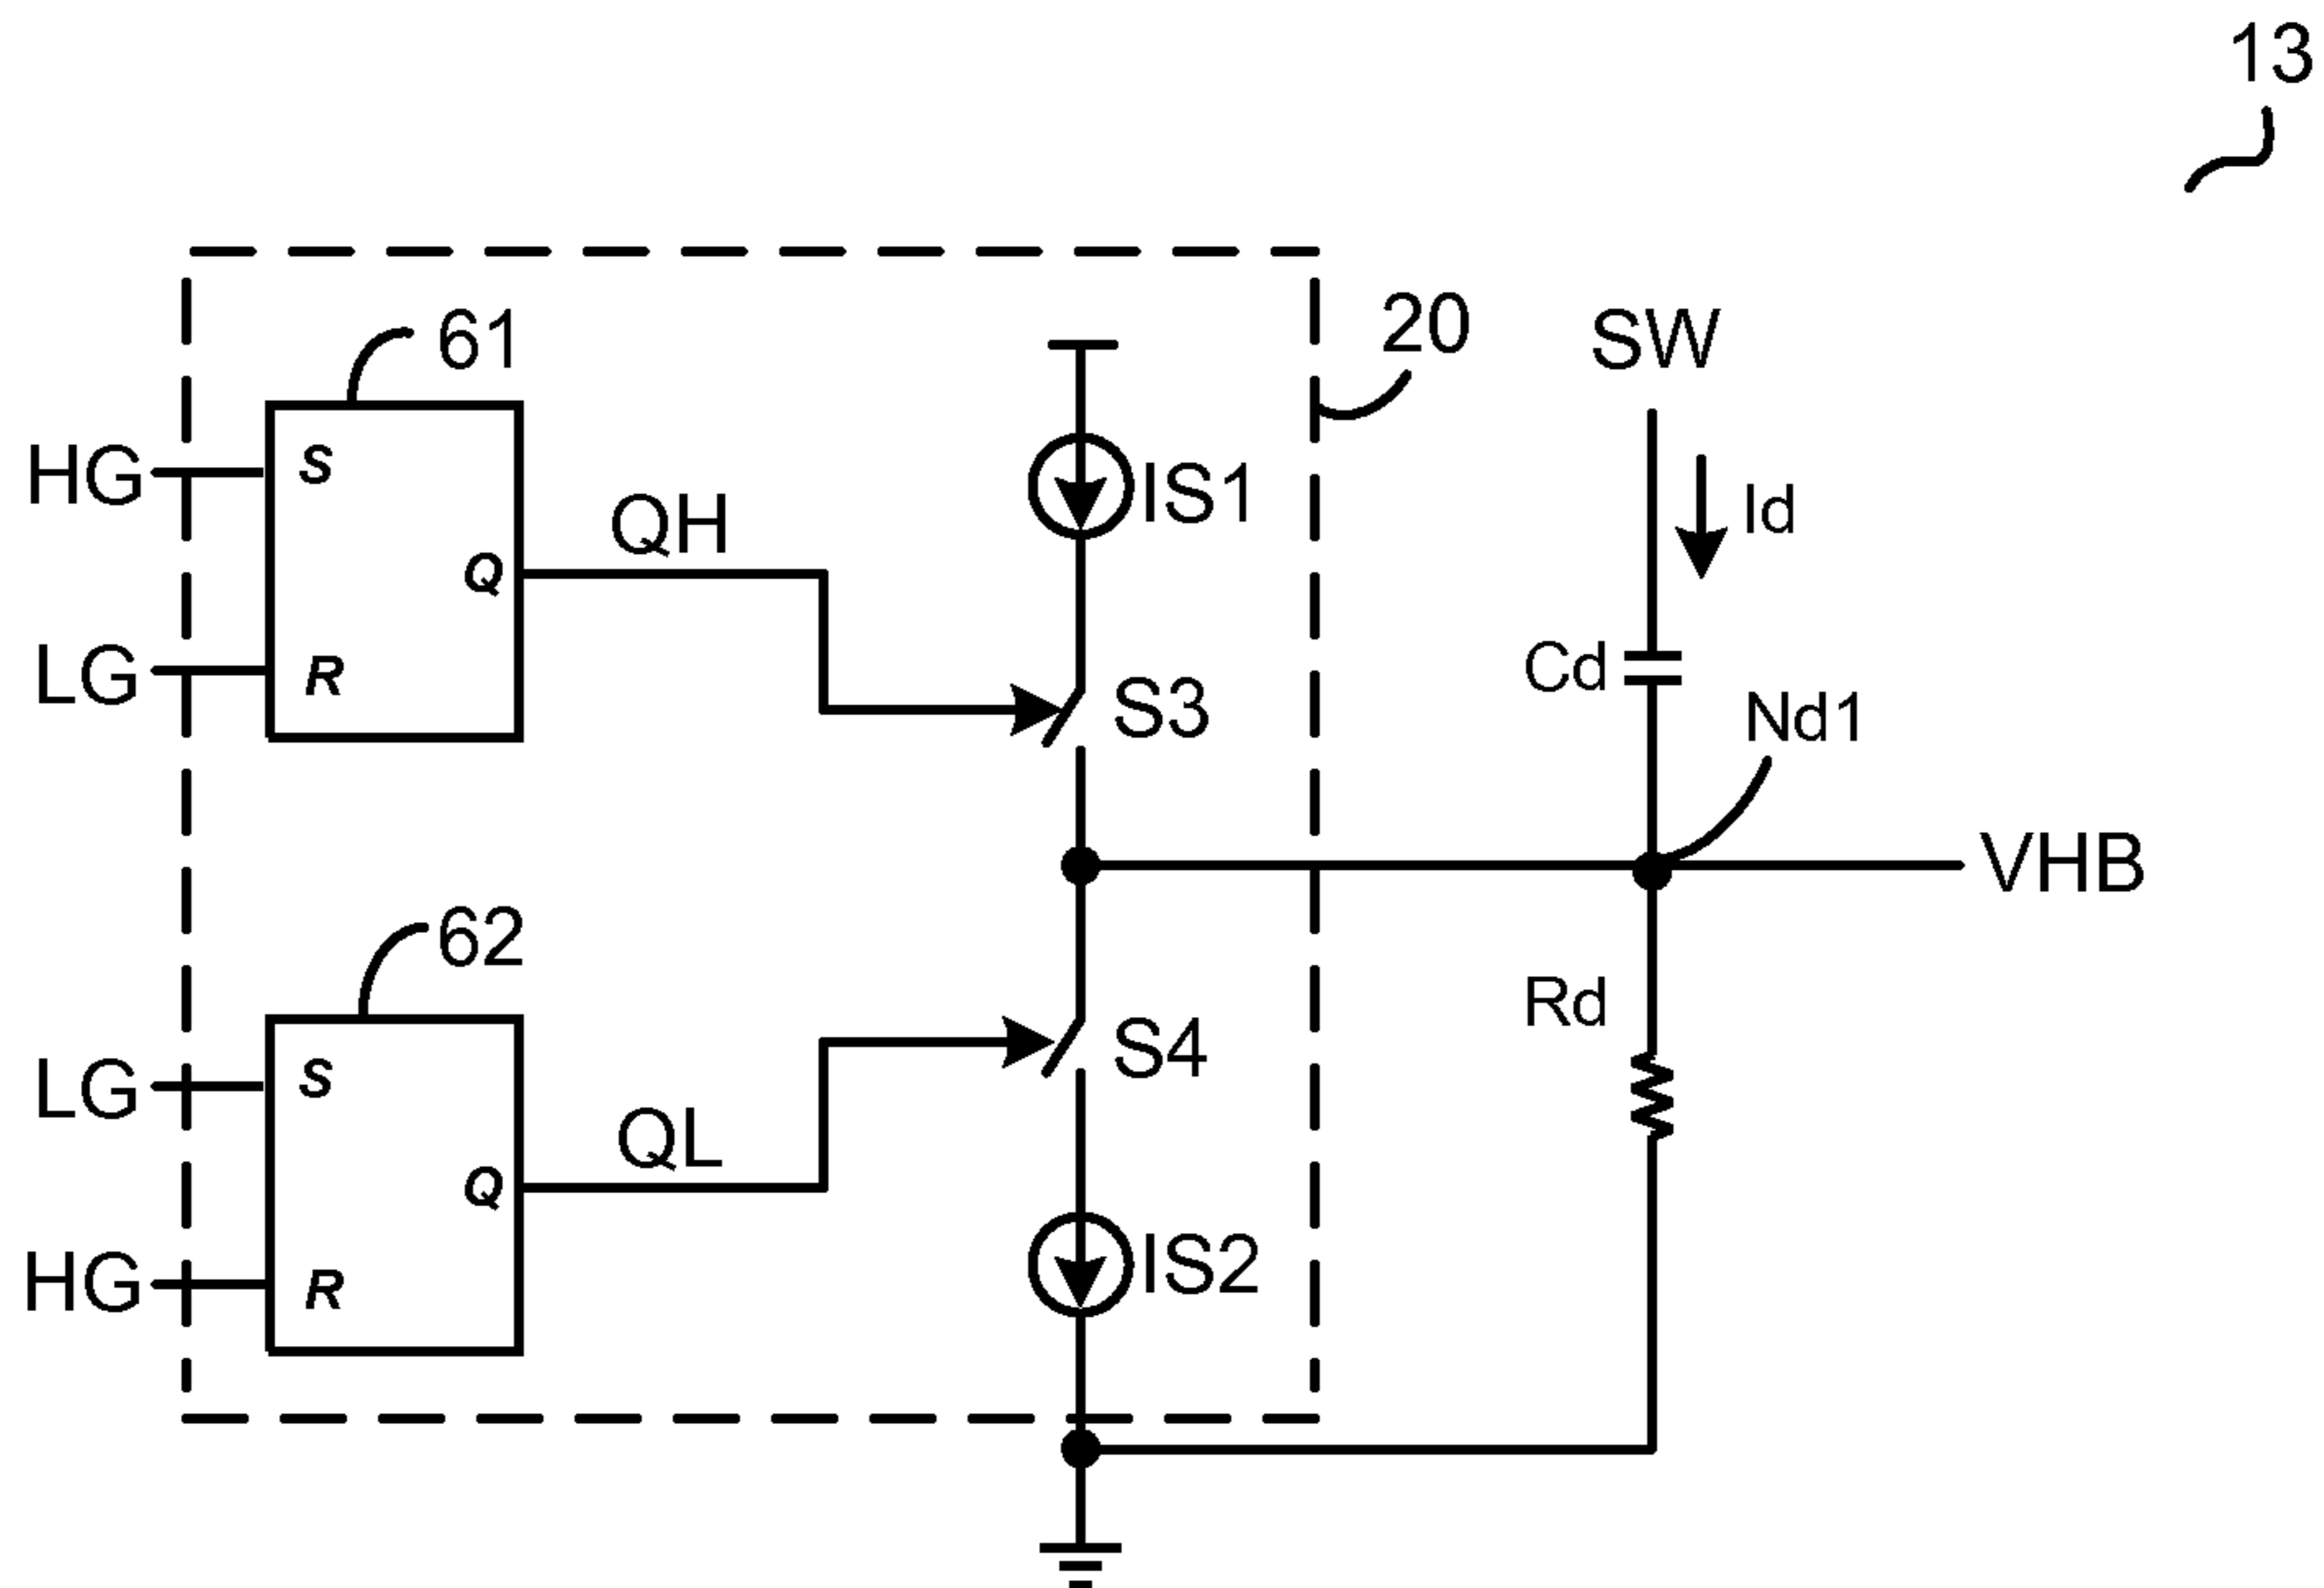 13
20
SW
61
HG
S
IS1
Id
QH
Q
LG
R
S3
Cd
Nd1
VHB
62
Rd
LG
S
S4
QL
Q
HG
R
IS2